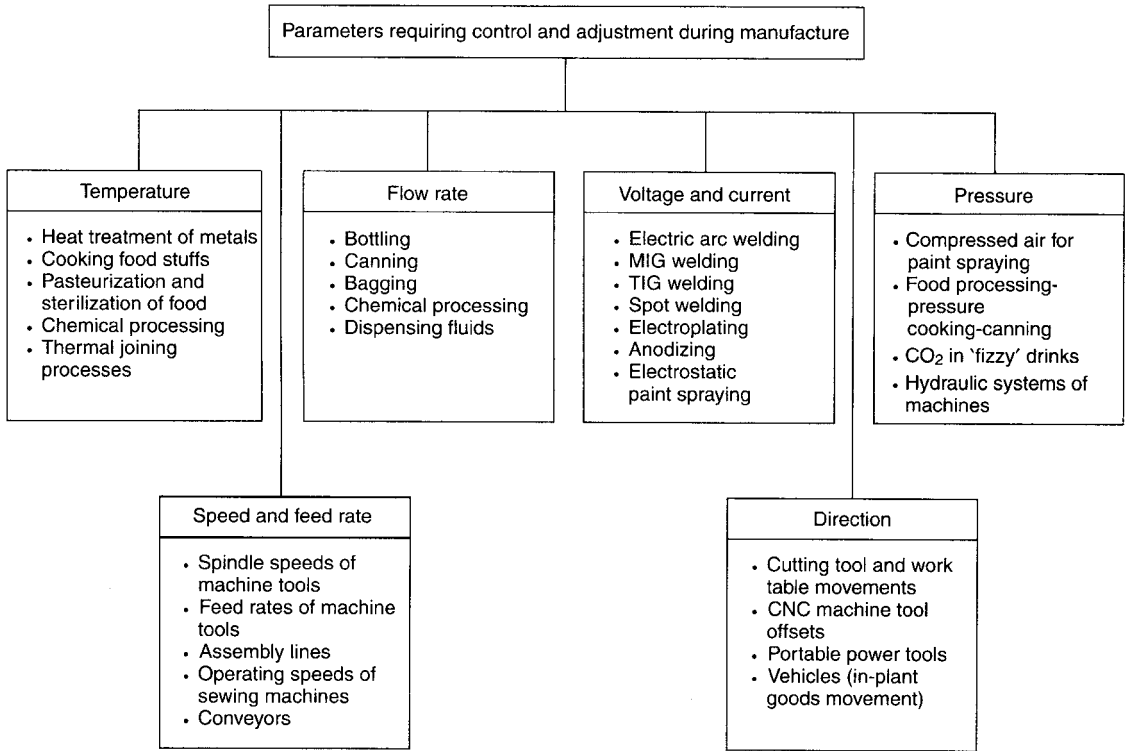 Parameters requiring control and adjustment during manufacture
Temperature
• Heat treatment of metals
• Cooking food stuffs
• Pasteurization and
sterilization of food
• Chemical processing
• Thermal joining
processes
Flow rate
• Bottling
• Canning
• Bagging
• Chemical processing
• Dispensing fluids
Voltage and current
• Electric arc welding
• MIG welding
• TIG welding
• Spot welding
• Electroplating
• Anodizing
• Electrostatic
paint spraying
Pressure
• Compressed air for
paint spraying
• Food processing-
pressure
cooking-canning
• CO₂ in ‘fizzy’ drinks
• Hydraulic systems of
machines
Speed and feed rate
• Spindle speeds of
machine tools
• Feed rates of machine
tools
• Assembly lines
• Operating speeds of
sewing machines
• Conveyors
Direction
• Cutting tool and work
table movements
• CNC machine tool
offsets
• Portable power tools
• Vehicles (in-plant
goods movement)